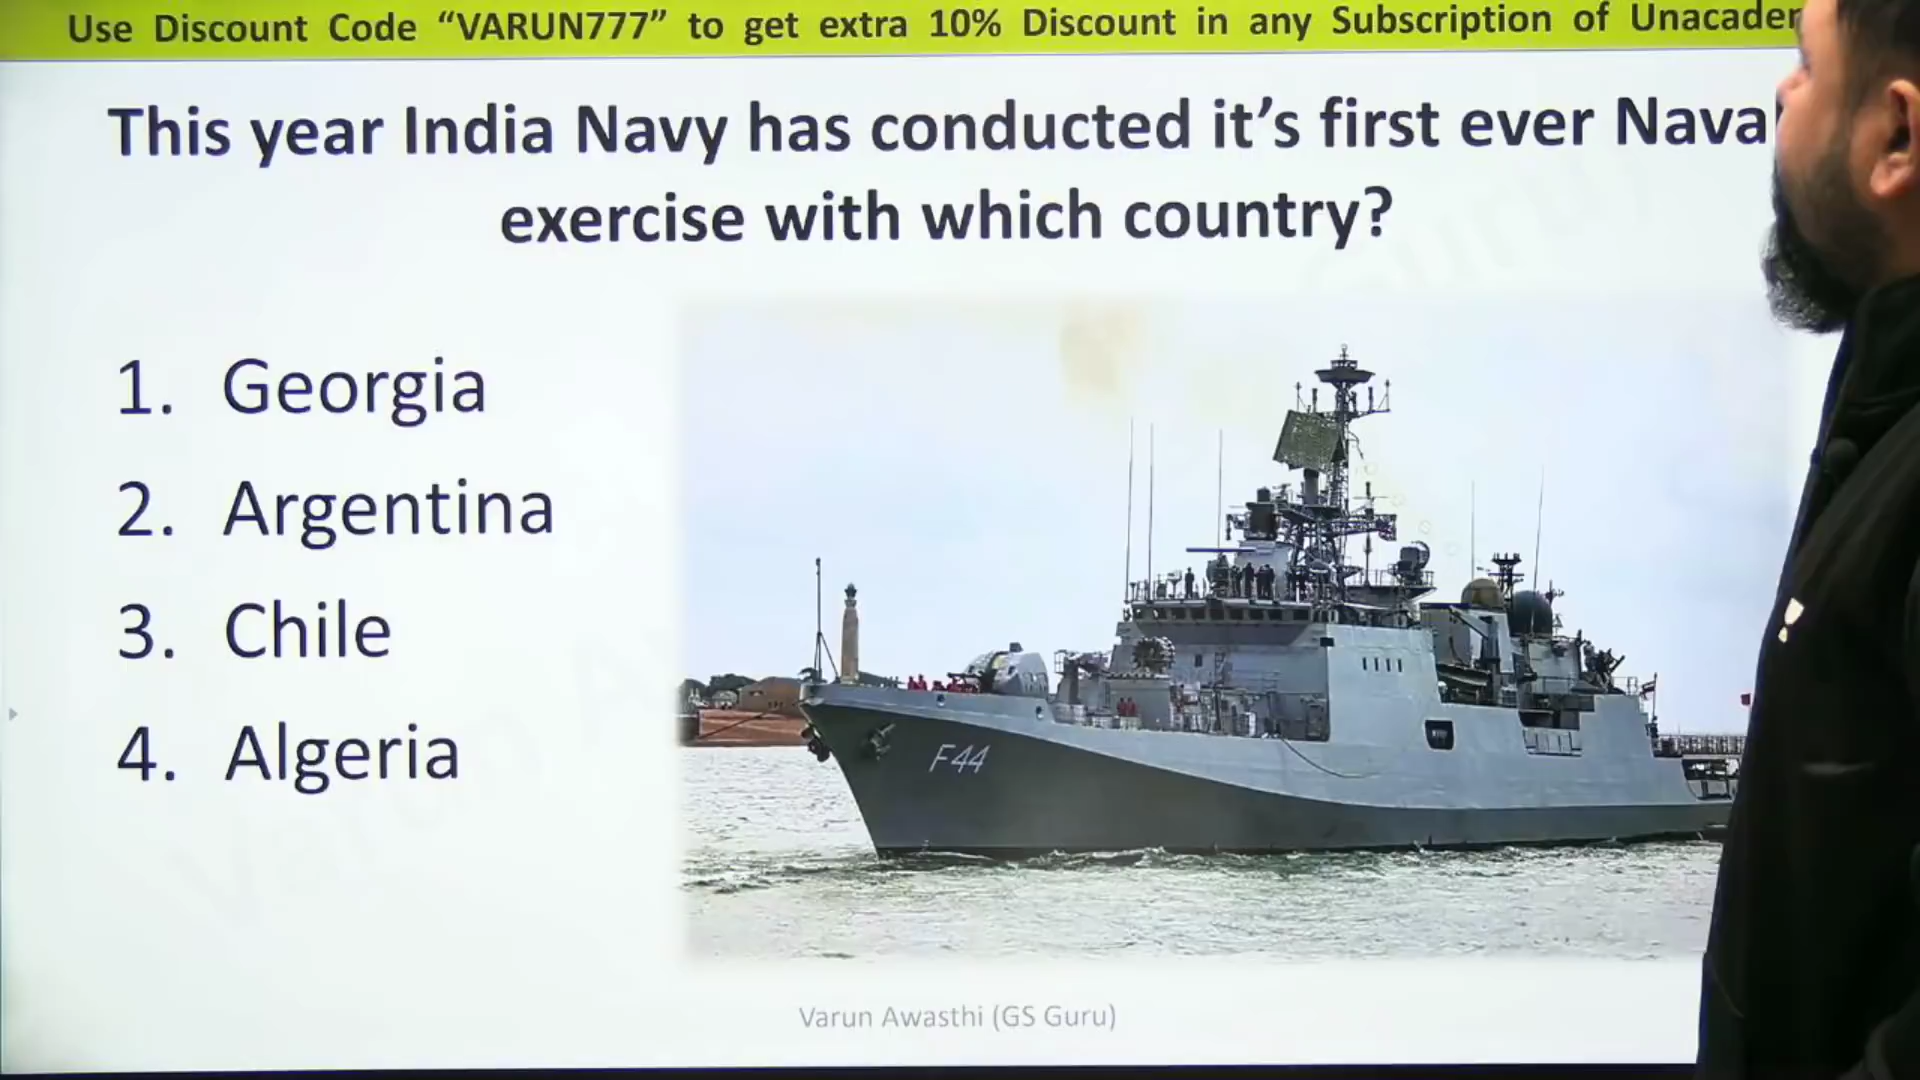 Use Discount Code “VARUN777” to get extra 10% Discount in any Subscription of
This year India Navy has conducted it’s first ever
exercise with which country?
1. Georgia
2. Argentina
3. Chile
4. Algeria
F44
Varun Awasthi (GS Guru)